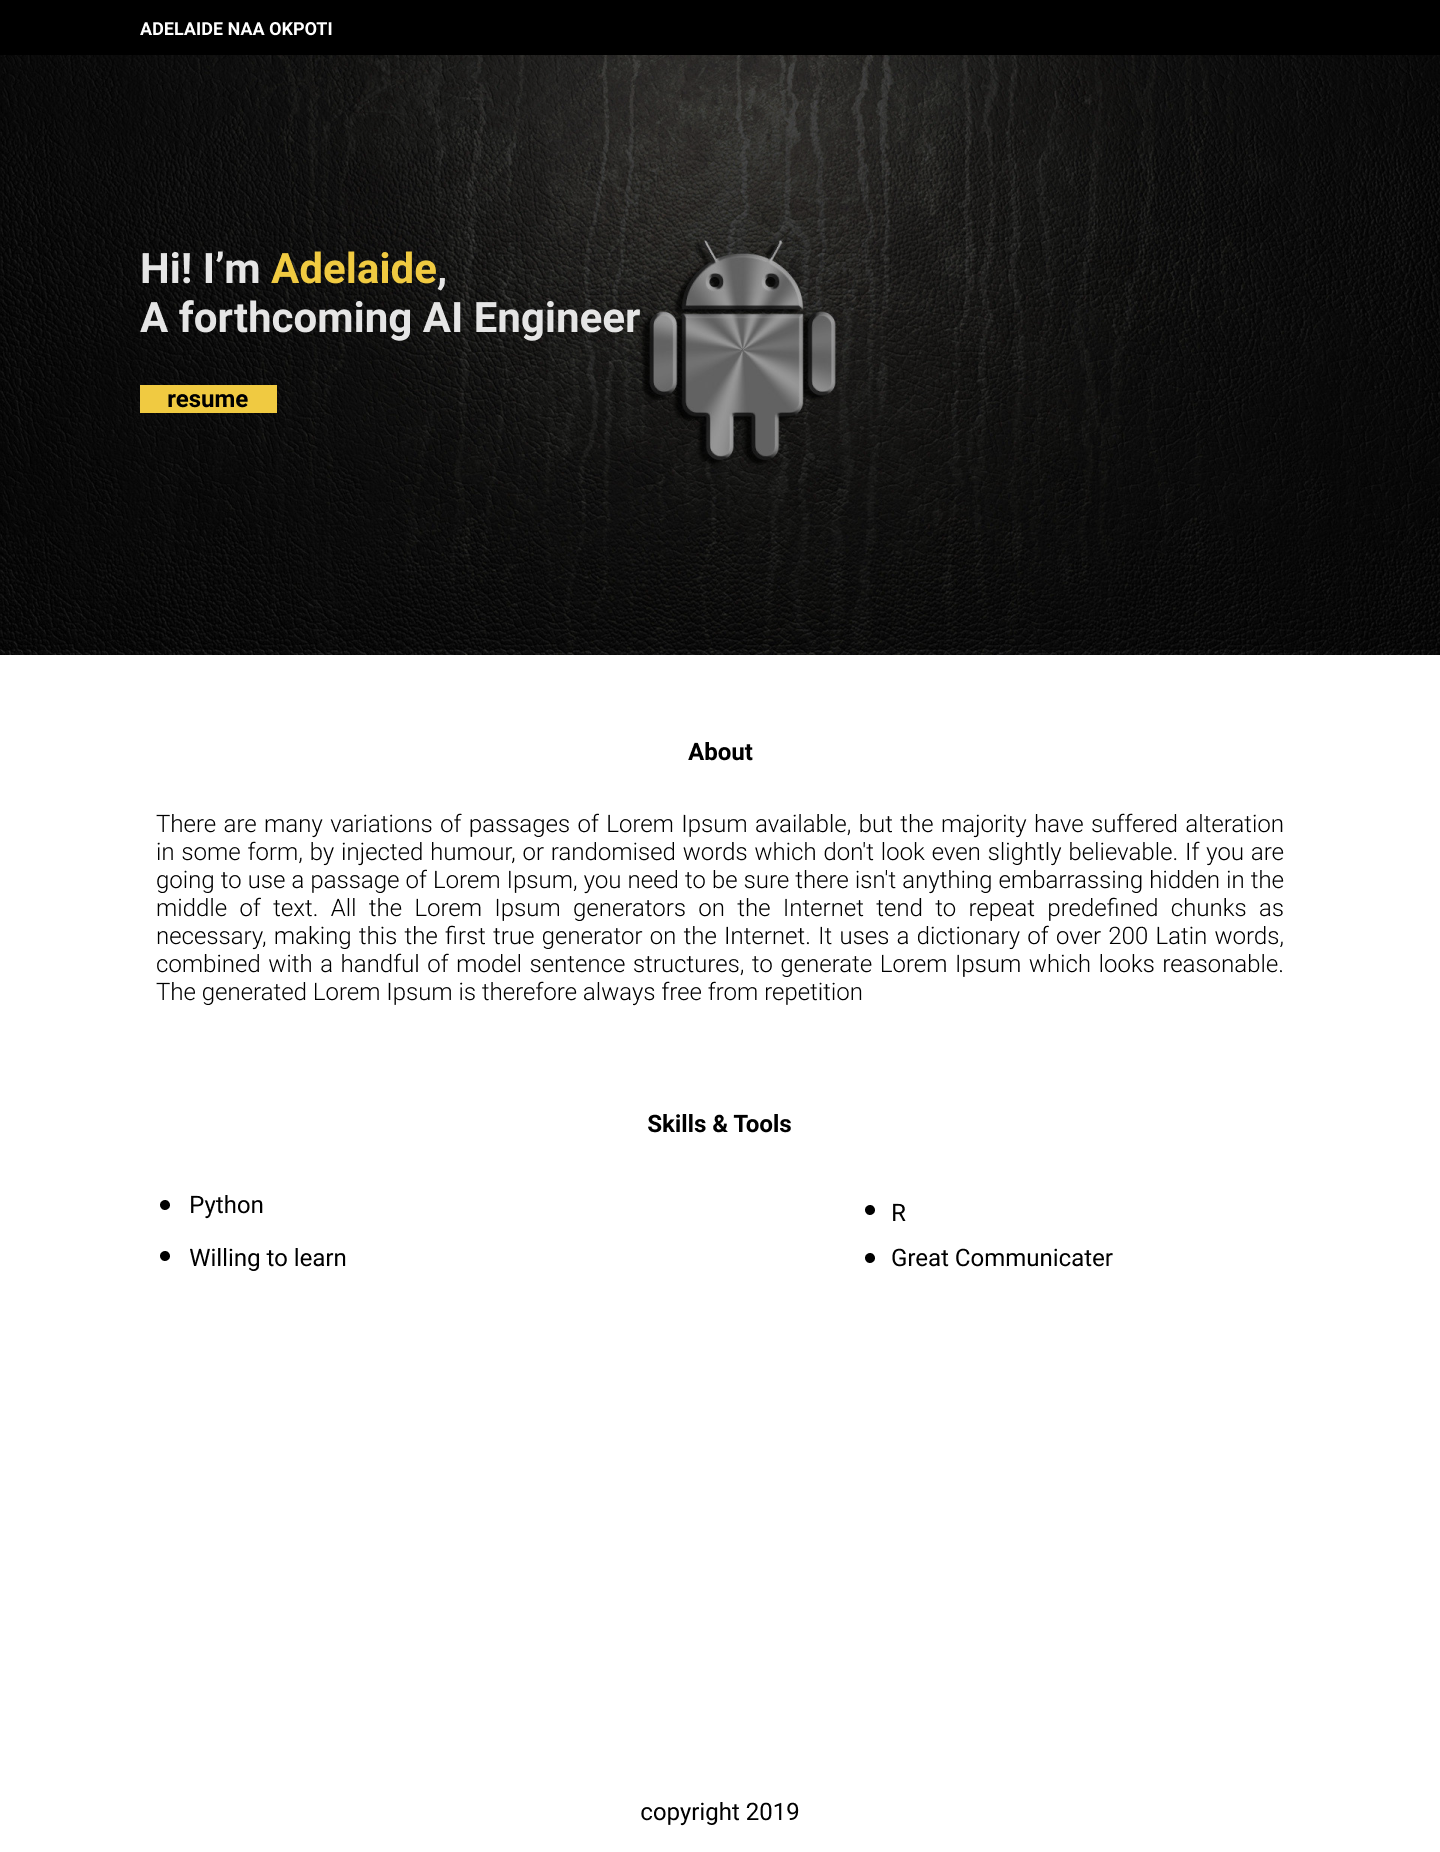 ADELAIDE NAA OKPOTI
Hi! I’m Adelaide,
A forthcoming AI Engineer
resume
About
There are many variations of passages of Lorem Ipsum available, but the majority have suffered alteration
in some form, by injected humour, or randomised words which don't look even slightly believable. If you are
going to use a passage of Lorem Ipsum, you need to be sure there isn't anything embarrassing hidden in the
middle of text. All the Lorem Ipsum generators on the Internet tend to repeat predefined chunks as
necessary, making this the first true generator on the Internet. It uses a dictionary of over 200 Latin words,
combined with a handful of model sentence structures, to generate Lorem Ipsum which looks reasonable.
The generated Lorem Ipsum is therefore always free from repetition
Skills & Tools
• Python
• Willing to learn
• R
• Great Communicater
copyright 2019